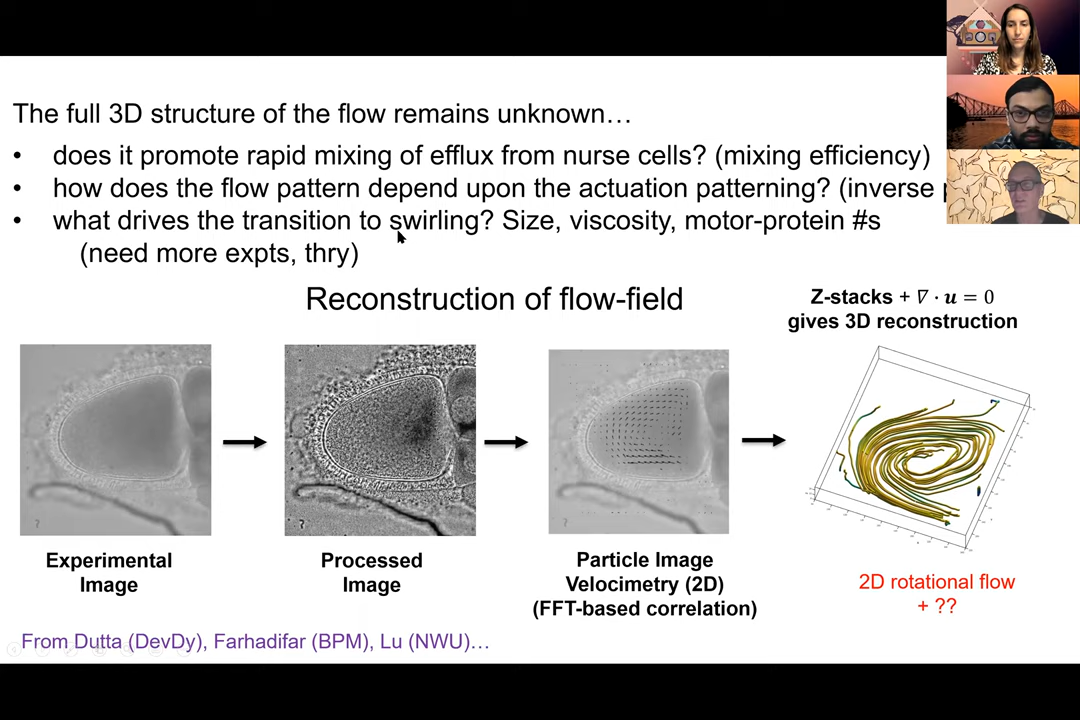 The full 3D structure of the flow remains unknown…
• does it promote rapid mixing of efflux from nurse cells? (mixing efficiency)
• how does the flow pattern depend upon the actuation patterning? (inverse
• what drives the transition to swirling? Size, viscosity, motor-protein #s
(need more expts, thry)
Reconstruction of flow-field
Z-stacks + ∇ · u = 0
gives 3D reconstruction
?
?
?
Experimental
Image
Processed
Image
Particle Image
Velocimetry (2D)
(FFT-based correlation)
2D rotational flow
+ ??
From Dutta (DevDy), Farhadifar (BPM), Lu (NWU)…